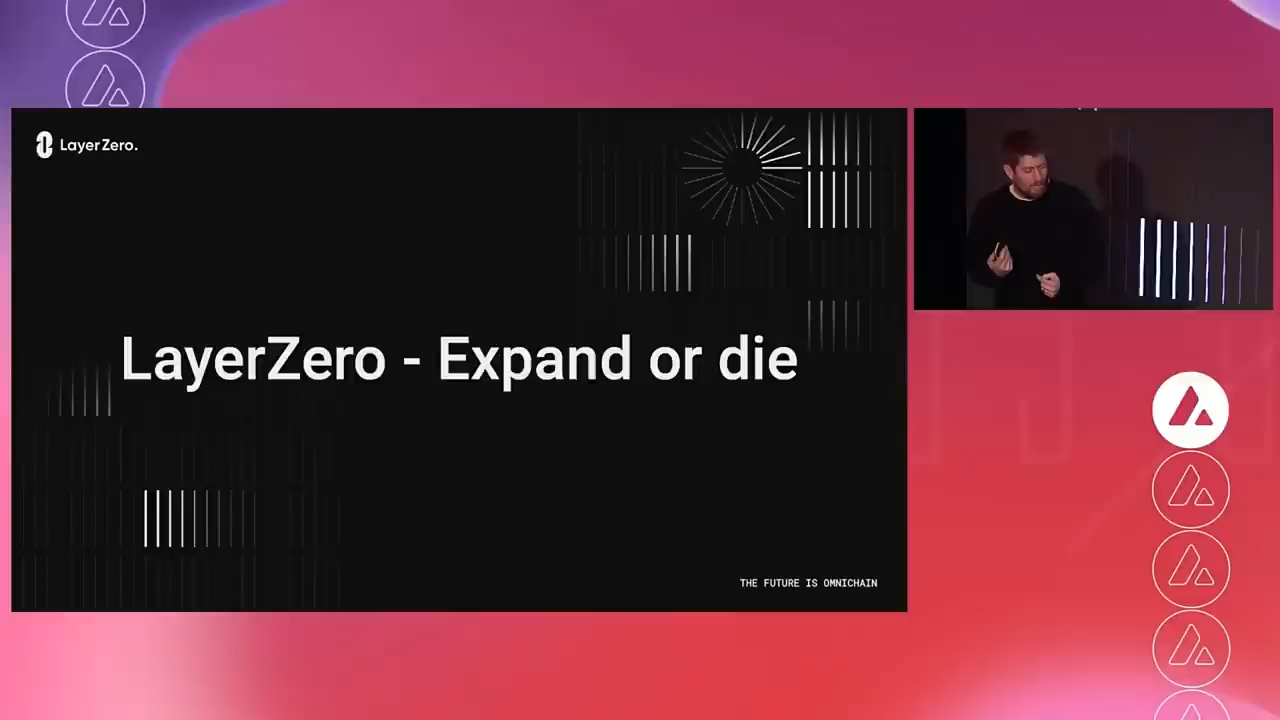 LayerZero.
LayerZero - Expand or die
THE FUTURE IS OMNICHAIN